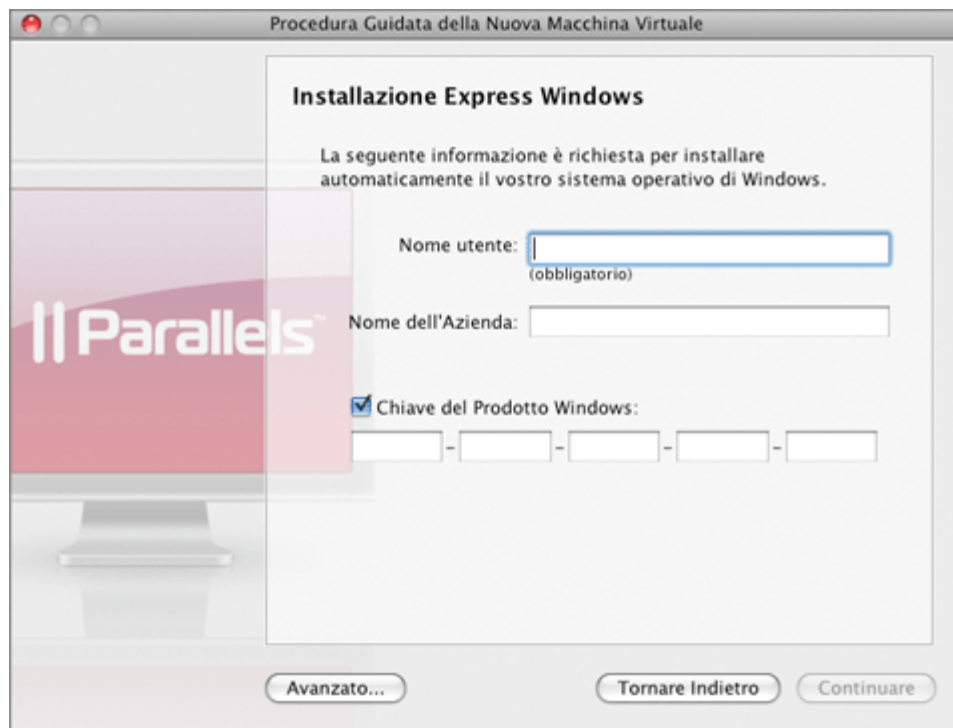 Procedura Guidata della Nuova Macchina Virtuale
Installazione Express Windows
La seguente informazione è richiesta per installare
automaticamente il vostro sistema operativo di Windows.
Nome utente:
(obbligatorio)
|| Parallels™
Nome dell'Azienda:
Chiave del Prodotto Windows:
- - - -
Avanzato...
Tornare Indietro
Continuare